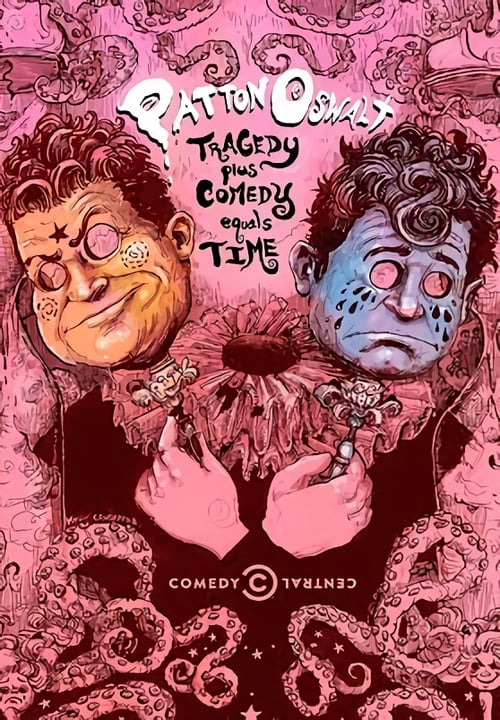 PATTON OSWALT
TRAGEDY
plus
COMEDY
equals
TIME
COMEDY CENTRAL